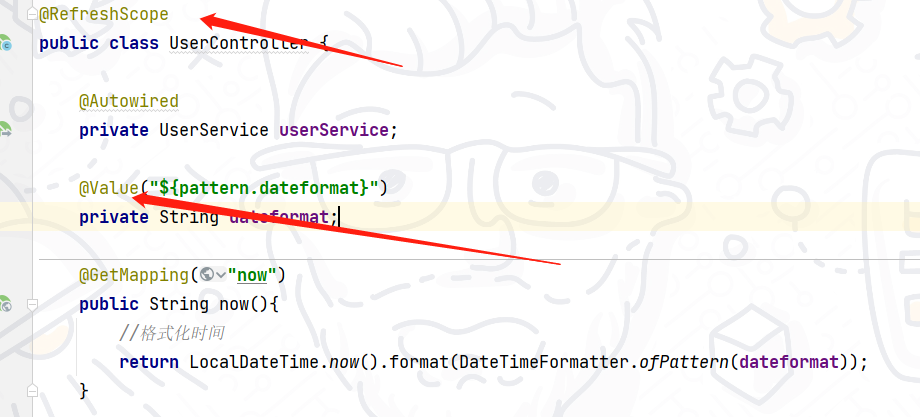 @RefreshScope
public class UserController {
@Autowired
private UserService userService;
@Value("${pattern.dateformat}")
private String dateformat;
@GetMapping("now")
public String now(){
//格式化时间
return LocalDateTime.now().format(DateTimeFormatter.ofPattern(dateformat));
}